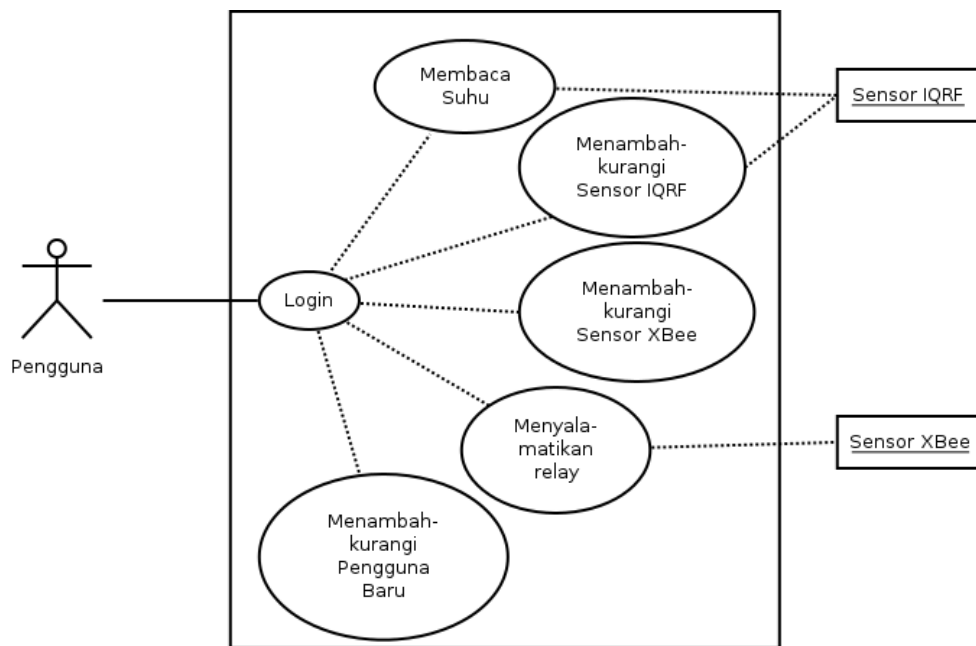 Membaca
Suhu
Sensor IQRF
Menambah-
kurangi
Sensor IQRF
Login
Menambah-
kurangi
Sensor XBee
Pengguna
Menyala-
matikan
relay
Sensor XBee
Menambah-
kurangi
Pengguna
Baru